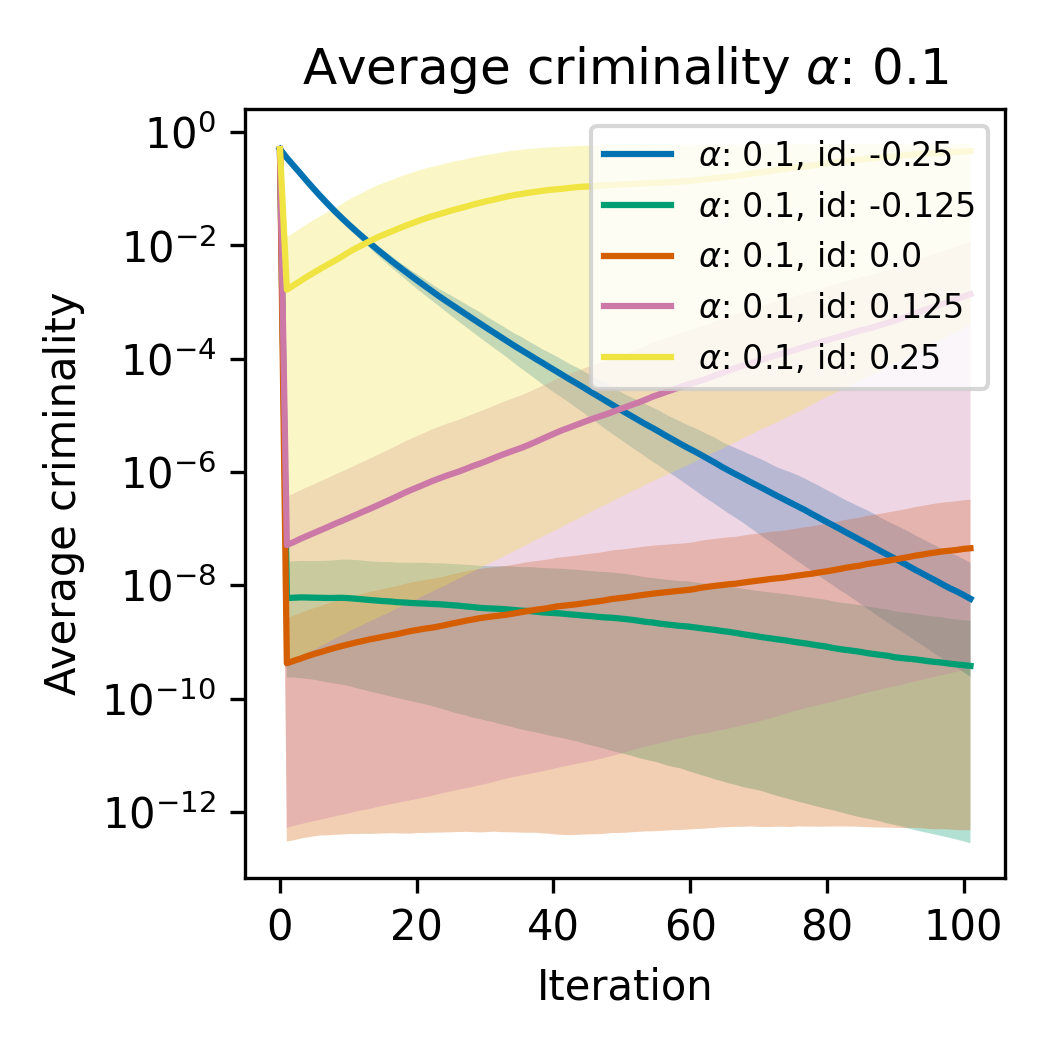 Average criminality α: 0.1
10⁰
10⁻²
10⁻⁴
10⁻⁶
10⁻⁸
10⁻¹⁰
10⁻¹²
Average criminality
α: 0.1, id: -0.25
α: 0.1, id: -0.125
α: 0.1, id: 0.0
α: 0.1, id: 0.125
α: 0.1, id: 0.25
0 20 40 60 80 100
Iteration